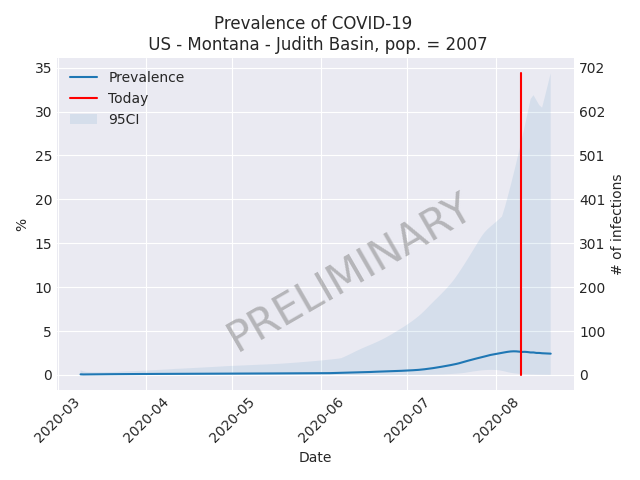 Prevalence of COVID-19
US - Montana - Judith Basin, pop. = 2007
Prevalence
Today
95CI
35
30
25
20
15
10
5
0
%
702
602
501
401
301
200
100
0
# of infections
PRELIMINARY
2020-03
2020-04
2020-05
2020-06
2020-07
2020-08
Date